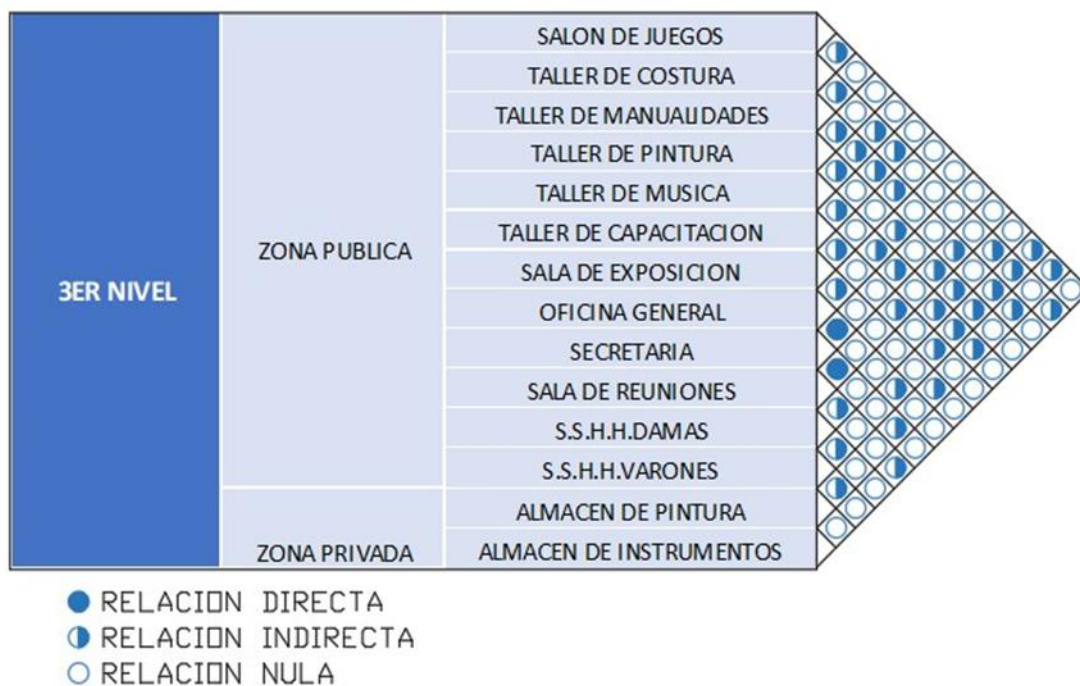 3ER NIVEL
ZONA PUBLICA
SALON DE JUEGOS
TALLER DE COSTURA
TALLER DE MANUALIDADES
TALLER DE PINTURA
TALLER DE MUSICA
TALLER DE CAPACITACION
SALA DE EXPOSICION
OFICINA GENERAL
SECRETARIA
SALA DE REUNIONES
S.S.H.H.DAMAS
S.S.H.H.VARONES
ZONA PRIVADA
ALMACEN DE PINTURA
ALMACEN DE INSTRUMENTOS
RELACION DIRECTA
RELACION INDIRECTA
RELACION NULA